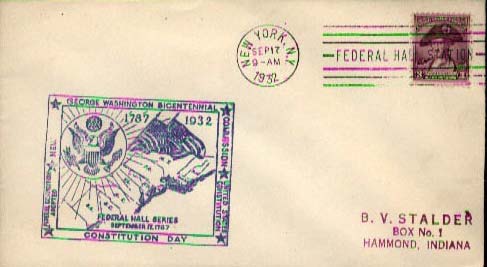 NEW YORK, N.Y.
SEP 17
9-AM
1932
FEDERAL HALL STATION
GEORGE WASHINGTON BICENTENNIAL
COMMISSION - UNITED STATES
CONSTITUTION
1787 1932
FEDERAL HALL SERIES
SEPTEMBER 17, 1787
CONSTITUTION DAY
ADOPTED
B. V. STALDER
BOX No. 1
HAMMOND, INDIANA